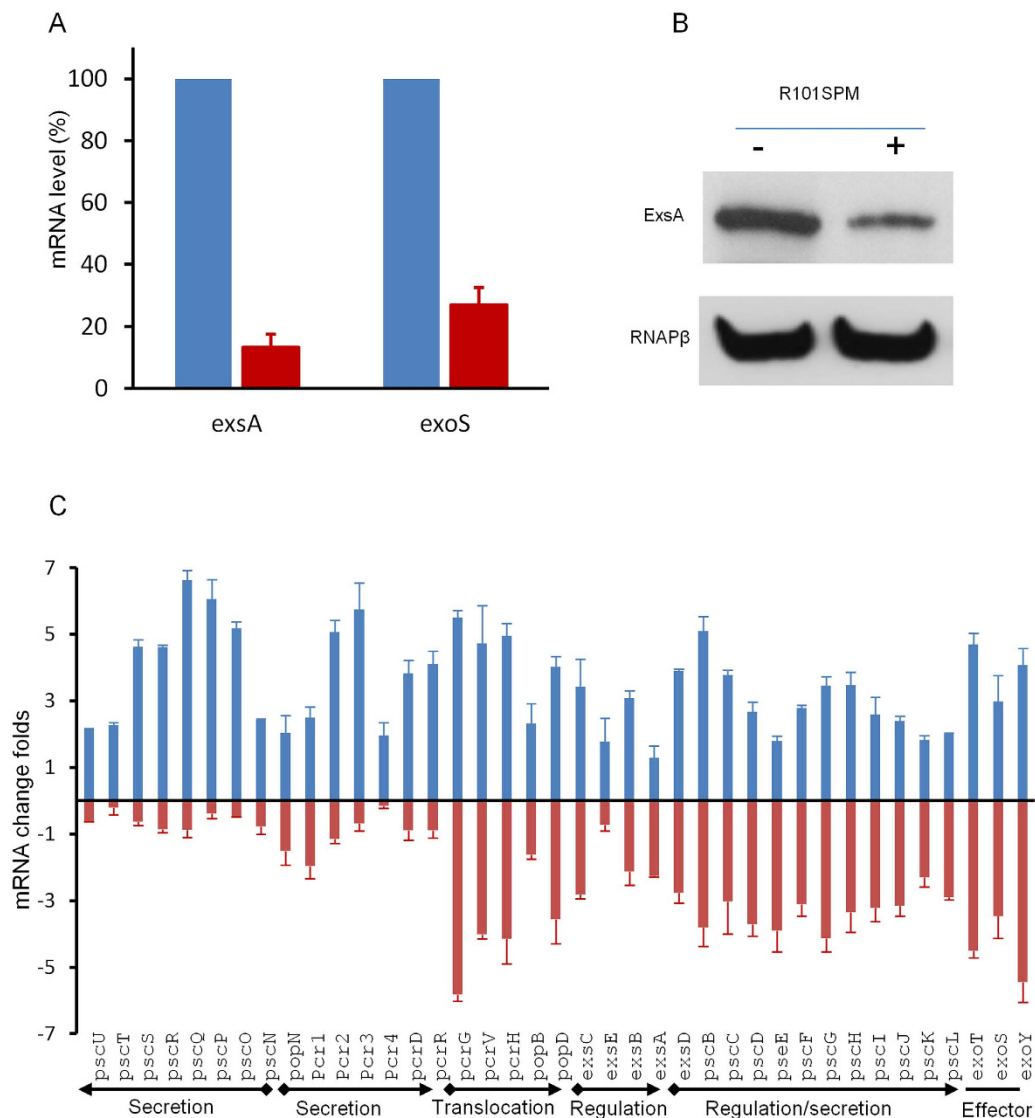 A
mRNA level (%)
100
80
60
40
20
0
exsA exoS
B
R101SPM
- +
ExsA
RNAPβ
C
mRNA change folds
7
5
3
1
-1
-3
-5
-7
pscU
pscT
pscS
pscR
pscQ
pscP
pscO
pscN
popN
Pcr1
Pcr2
Pcr3
Pcr4
pcrD
pcrR
pcrG
pcrV
pcrH
popB
popD
exsC
exsE
exsB
exsA
exsD
pscB
pscC
pscD
pseE
pscF
pscG
pscH
pscI
pscJ
pscK
pscL
exoT
exoS
exoY
Secretion Secretion Translocation Regulation Regulation/secretion Effector